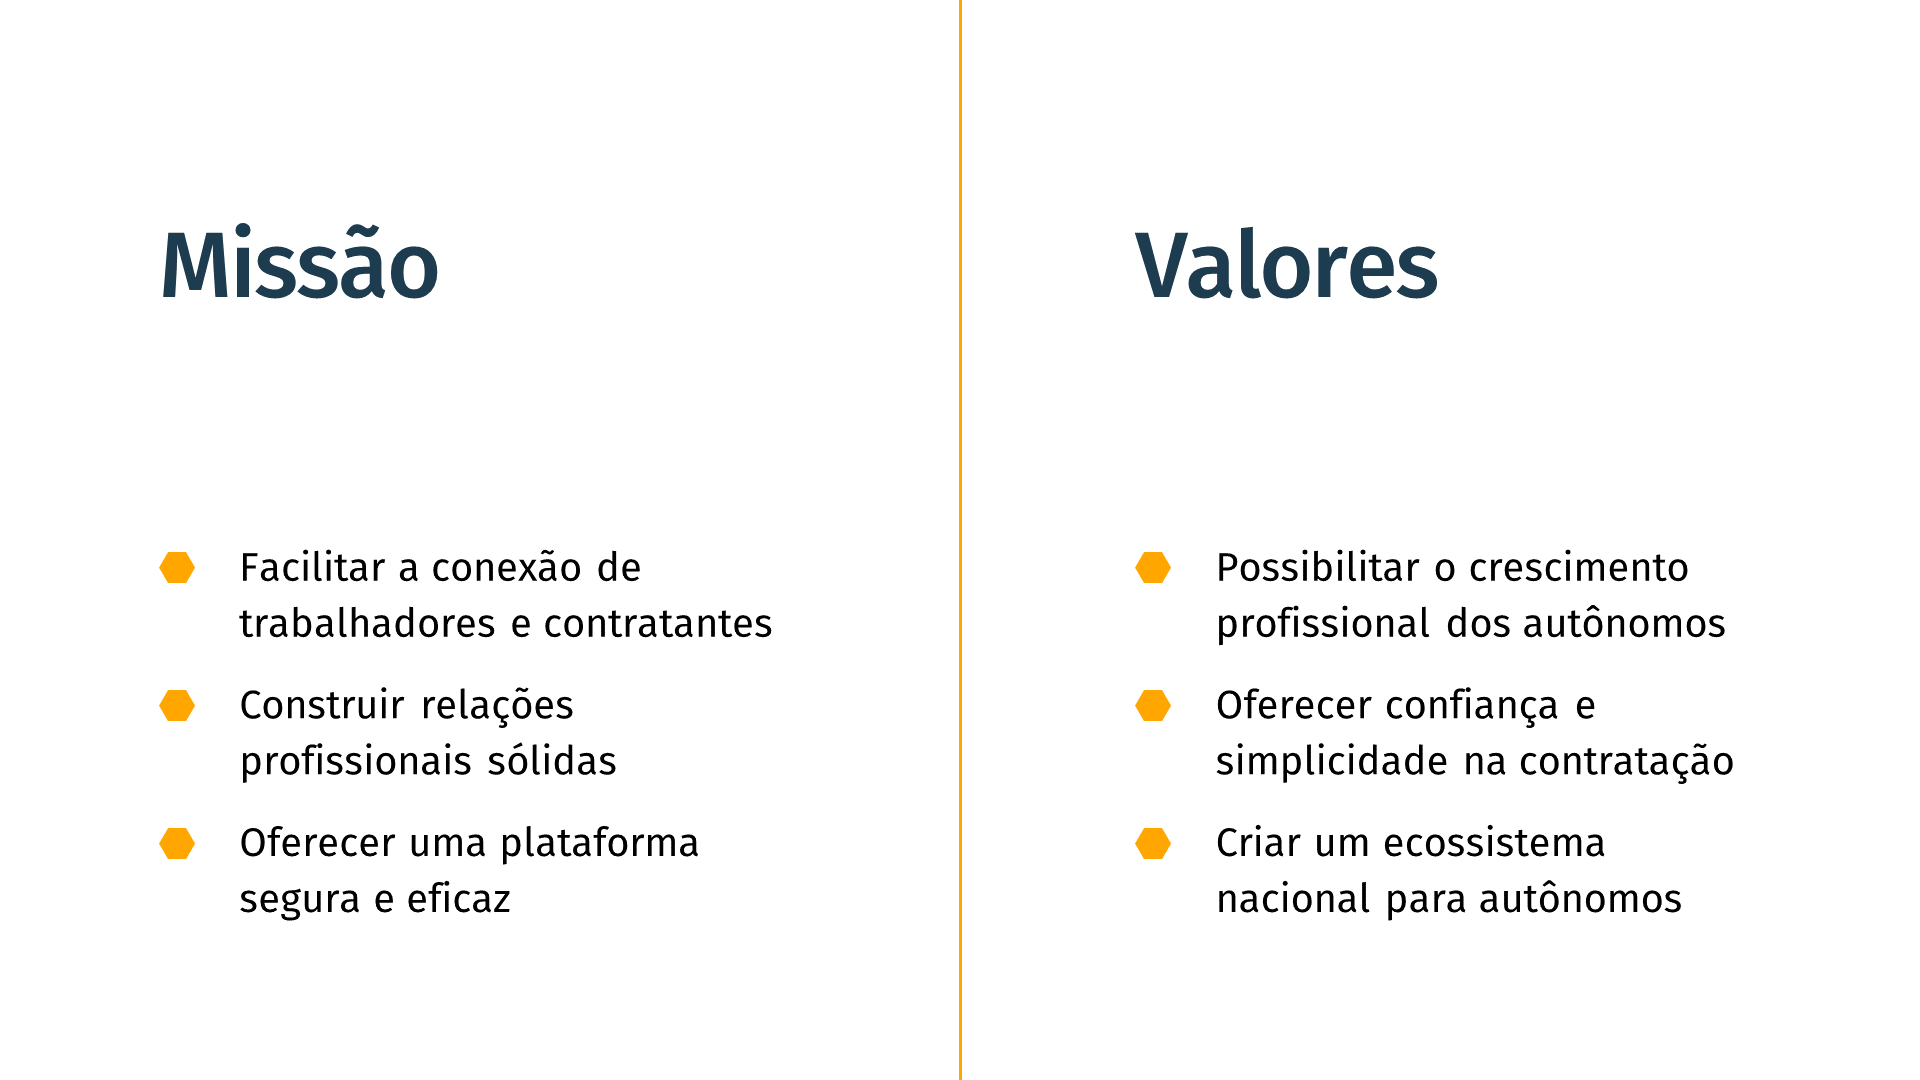 Missão
Facilitar a conexão de
trabalhadores e contratantes
Construir relações
profissionais sólidas
Oferecer uma plataforma
segura e eficaz
Valores
Possibilitar o crescimento
profissional dos autônomos
Oferecer confiança e
simplicidade na contratação
Criar um ecossistema
nacional para autônomos